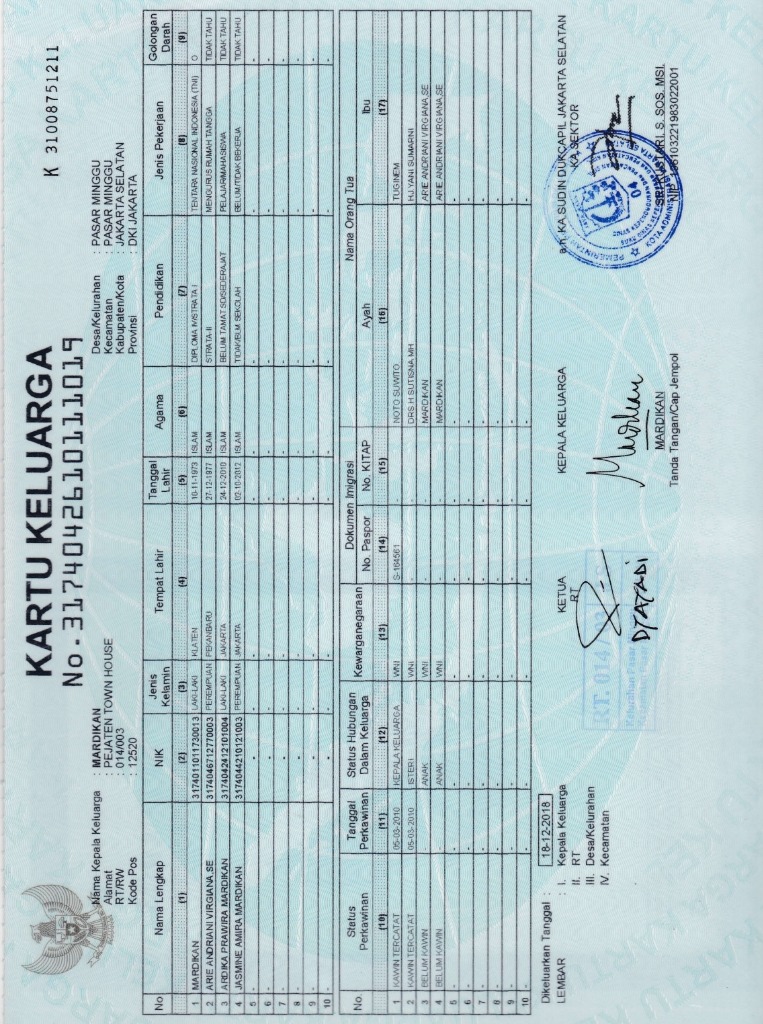 KARTU KELUARGA
No. 3174042610111019
K 31008751211
Nama Kepala Keluarga : MARDIKAN
Alamat : PEJATEN TOWN HOUSE
RT/RW : 014/003
Kode Pos : 12520
Desa/Kelurahan : PASAR MINGGU
Kecamatan : PASAR MINGGU
Kabupaten/Kota : JAKARTA SELATAN
Provinsi : DKI JAKARTA
No Nama Lengkap NIK Jenis Kelamin Tempat Lahir Tanggal Lahir Agama Pendidikan Jenis Pekerjaan Golongan Darah
(1) (2) (3) (4) (5) (6) (7) (8) (9)
1 MARDIKAN 3174011011730013 LAKI-LAKI KLATEN 10-11-1973 ISLAM DIPLOMA IV/STRATA I TENTARA NASIONAL INDONESIA (TNI) O
2 ARIE ANDRIANI VIRGIANA,SE 3174046712770003 PEREMPUAN PEKANBARU 27-12-1977 ISLAM STRATA-II MENGURUS RUMAH TANGGA TIDAK TAHU
3 ARDIKA PRAWIRA MARDIKAN 3174042412101004 LAKI-LAKI JAKARTA 24-12-2010 ISLAM BELUM TAMAT SD/SEDERAJAT PELAJAR/MAHASISWA TIDAK TAHU
4 JASMINE AMIRA MARDIKAN 3174044210121003 PEREMPUAN JAKARTA 02-10-2012 ISLAM TIDAK/BLM SEKOLAH BELUM/TIDAK BEKERJA TIDAK TAHU
5 - - - - - - - - -
6 - - - - - - - - -
7 - - - - - - - - -
8 - - - - - - - - -
9 - - - - - - - - -
10 - - - - - - - - -
No. Status Perkawinan Tanggal Perkawinan Status Hubungan Dalam Keluarga Kewarganegaraan Dokumen Imigrasi Nama Orang Tua
No. Paspor No. KITAP Ayah Ibu
(10) (11) (12) (13) (14) (15) (16) (17)
1 KAWIN TERCATAT 05-03-2010 KEPALA KELUARGA WNI S-164561 - NOTO SUWITO TUGINEM
2 KAWIN TERCATAT 05-03-2010 ISTERI WNI - - DRS H SUTISNA MH HJ.YANI SUMARNI
3 BELUM KAWIN - ANAK WNI - - MARDIKAN ARIE ANDRIANI VIRGIANA,SE
4 BELUM KAWIN - ANAK WNI - - MARDIKAN ARIE ANDRIANI VIRGIANA,SE
5 - - - - - - - -
6 - - - - - - - -
7 - - - - - - - -
8 - - - - - - - -
9 - - - - - - - -
10 - - - - - - - -
Dikeluarkan Tanggal : 18-12-2018
LEMBAR : I. Kepala Keluarga
II. RT
III. Desa/Kelurahan
IV. Kecamatan
KETUA
RT
RT. 014 / 03
KEPALA KELUARGA
MARDIKAN
Tanda Tangan/Cap Jempol
a.n. KA.SUDIN DUKCAPIL JAKARTA SELATAN
KA.SEKTOR
S. SOS. MSI.